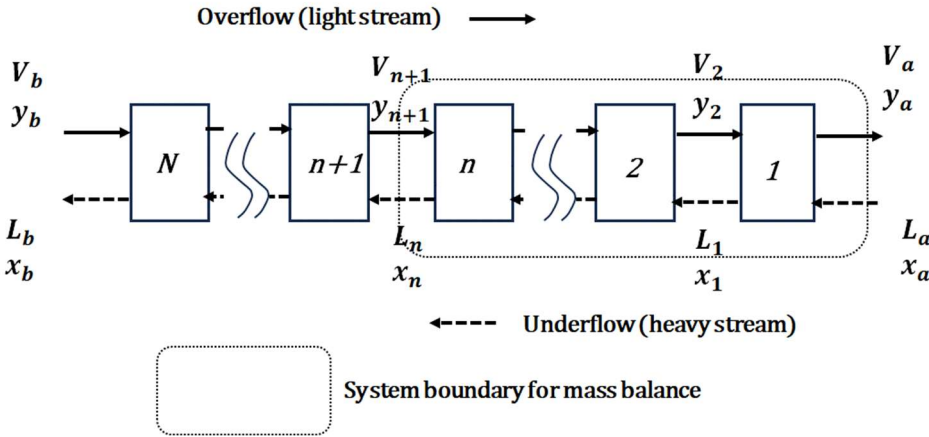 Overflow (light stream)
V_b V_{n+1} V_2 V_a
y_b y_{n+1} y_2 y_a
N n+1 n 2 1
L_b L_n L_1 L_a
x_b x_n x_1 x_a
Underflow (heavy stream)
System boundary for mass balance